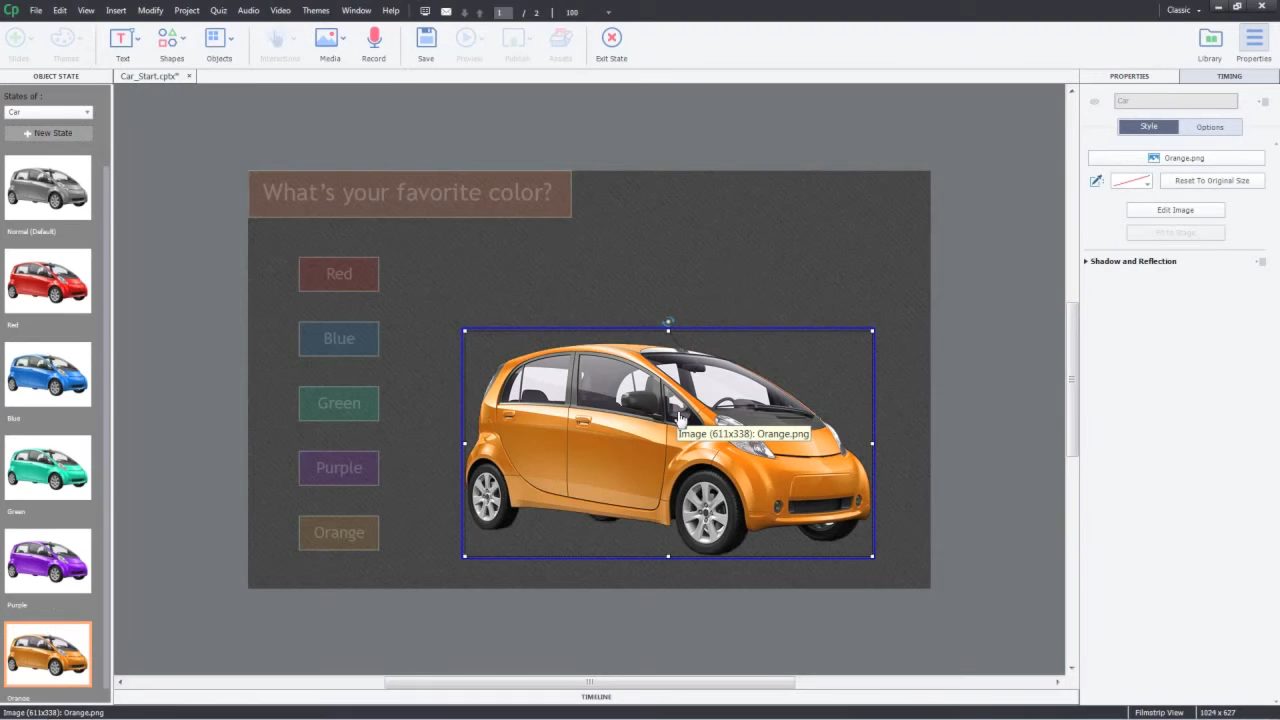 Cp File Edit View Insert Modify Project Quiz Audio Video Themes Window Help 1 / 2 100 Classic
Slides Themes Text Shapes Objects Interactions Media Record Save Preview Publish Assets Exit State Library Properties
OBJECT STATE
Car_Start.cptx*
PROPERTIES
TIMING
States of :
Car
New State
Normal (Default)
Red
Blue
Green
Purple
Orange
What's your favorite color?
Red
Blue
Green
Purple
Orange
Image (611x338): Orange.png
Car
Style
Options
Orange.png
Reset To Original Size
Edit Image
Fit to Stage
Shadow and Reflection
TIMELINE
Image (611x338): Orange.png
Filmstrip View
1024 x 627